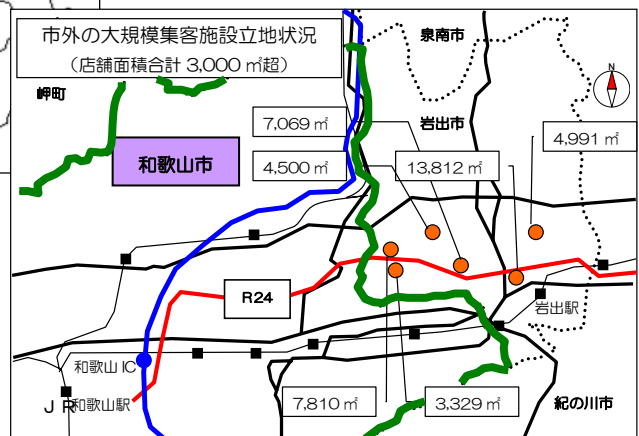 市外の大規模集客施設立地状況
（店舗面積合計 3,000 ㎡超）
泉南市
N
岬町
7,069 ㎡
岩出市
4,991 ㎡
和歌山市
4,500 ㎡
13,812 ㎡
R24
岩出駅
和歌山 IC
7,810 ㎡
3,329 ㎡
紀の川市
ＪＲ和歌山駅